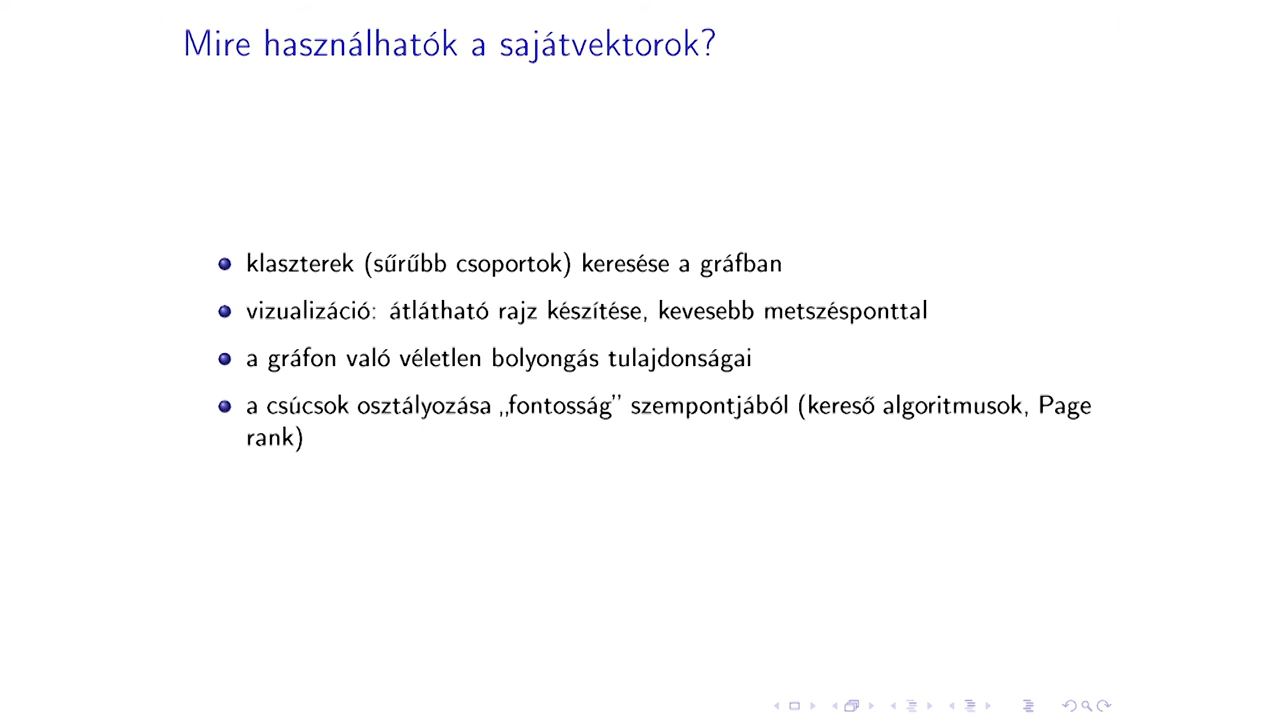 Mire használhatók a sajátvektorok?
klaszterek (sűrűbb csoportok) keresése a gráfban
vizualizáció: átlátható rajz készítése, kevesebb metszésponttal
a gráfon való véletlen bolyongás tulajdonságai
a csúcsok osztályozása „fontosság” szempontjából (kereső algoritmusok, Page
rank)